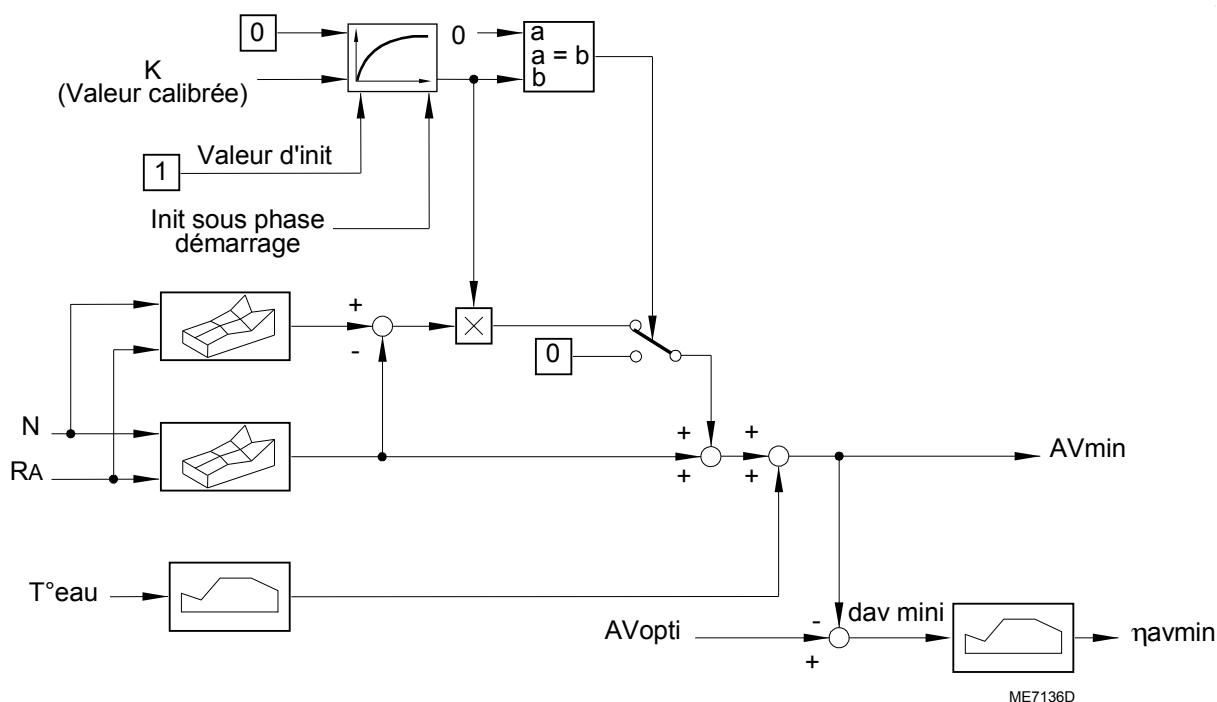 0
0
a
a = b
b
K
(Valeur calibrée)
Valeur d'init
1
Init sous phase
démarrage
+
-
×
0
N
RA
+
+
+
+
AVmin
T°eau
AVopti
-
+
dav mini
ηavmin
ME7136D